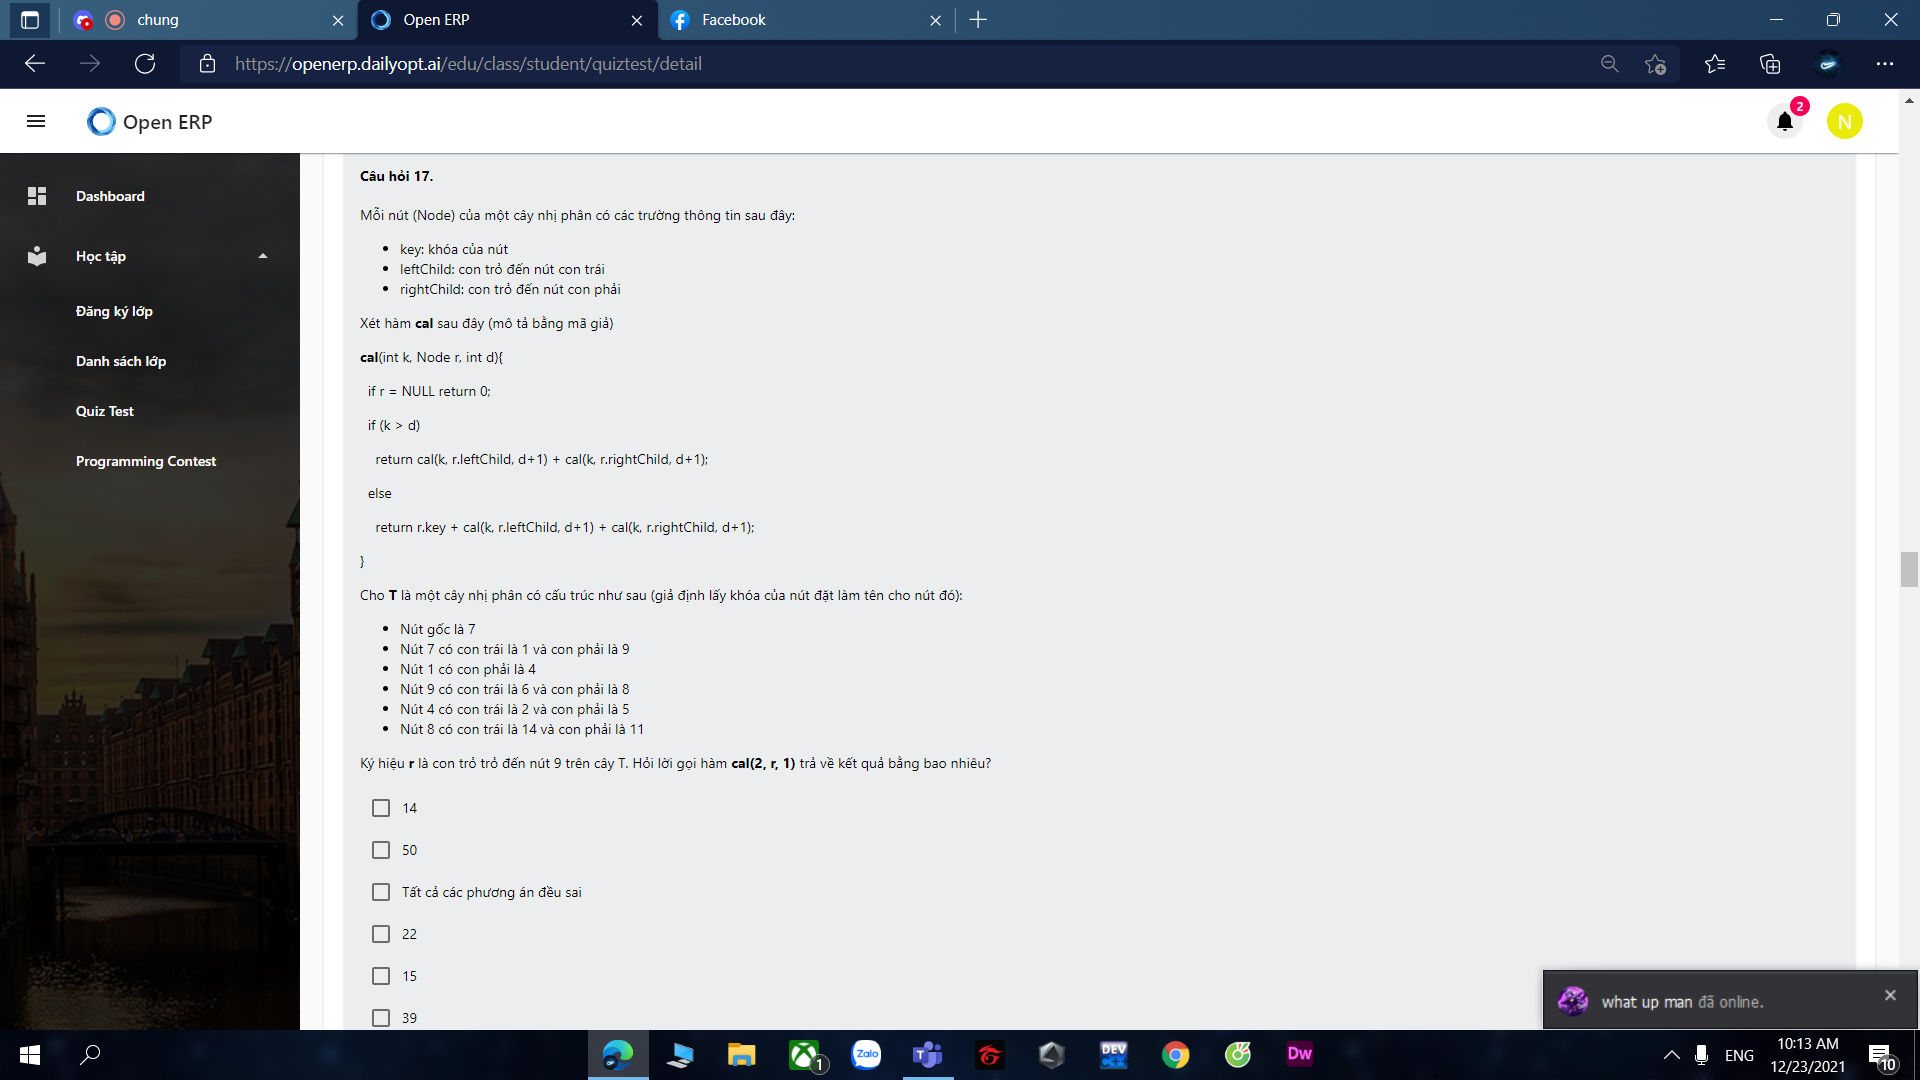 chung
Open ERP
Facebook
https://openerp.dailyopt.ai/edu/class/student/quiztest/detail
Open ERP
2
N
Dashboard
Học tập
Đăng ký lớp
Danh sách lớp
Quiz Test
Programming Contest
Câu hỏi 17.
Mỗi nút (Node) của một cây nhị phân có các trường thông tin sau đây:
key: khóa của nút
leftChild: con trỏ đến nút con trái
rightChild: con trỏ đến nút con phải
Xét hàm cal sau đây (mô tả bằng mã giả)
cal(int k, Node r, int d){
if r = NULL return 0;
if (k > d)
return cal(k, r.leftChild, d+1) + cal(k, r.rightChild, d+1);
else
return r.key + cal(k, r.leftChild, d+1) + cal(k, r.rightChild, d+1);
}
Cho T là một cây nhị phân có cấu trúc như sau (giả định lấy khóa của nút đặt làm tên cho nút đó):
Nút gốc là 7
Nút 7 có con trái là 1 và con phải là 9
Nút 1 có con phải là 4
Nút 9 có con trái là 6 và con phải là 8
Nút 4 có con trái là 2 và con phải là 5
Nút 8 có con trái là 14 và con phải là 11
Ký hiệu r là con trỏ trỏ đến nút 9 trên cây T. Hỏi lời gọi hàm cal(2, r, 1) trả về kết quả bằng bao nhiêu?
14
50
Tất cả các phương án đều sai
22
15
39
what up man đã online.
1
Zalo
T
DEV
C++
Dw
ENG
10:13 AM
12/23/2021
10